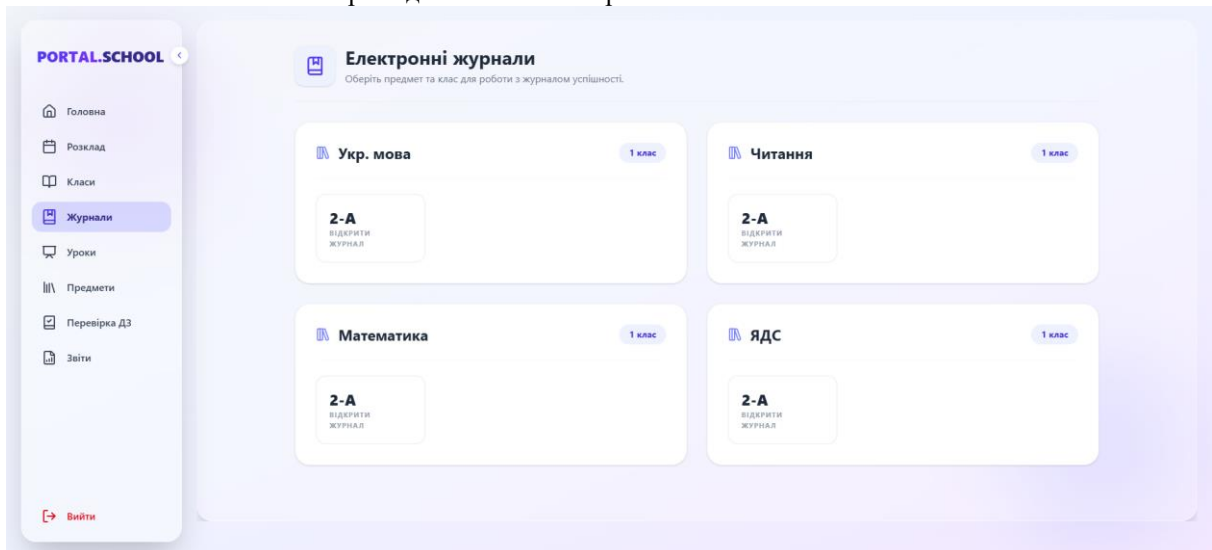 PORTAL.SCHOOL
Головна
Розклад
Класи
Журнали
Уроки
Предмети
Перевірка ДЗ
Звіти
Вийти
Електронні журнали
Оберіть предмет та клас для роботи з журналом успішності.
Укр. мова
1 клас
2-А
ВІДКРИТИ
ЖУРНАЛ
Читання
1 клас
2-А
ВІДКРИТИ
ЖУРНАЛ
Математика
1 клас
2-А
ВІДКРИТИ
ЖУРНАЛ
ЯДС
1 клас
2-А
ВІДКРИТИ
ЖУРНАЛ